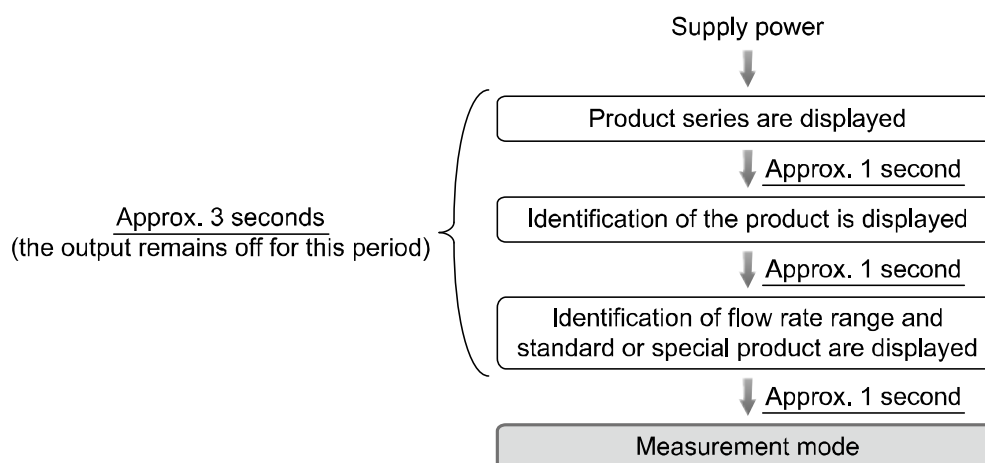 Supply power
Product series are displayed
Approx. 1 second
Approx. 3 seconds
(the output remains off for this period)
Identification of the product is displayed
Approx. 1 second
Identification of flow rate range and
standard or special product are displayed
Approx. 1 second
Measurement mode